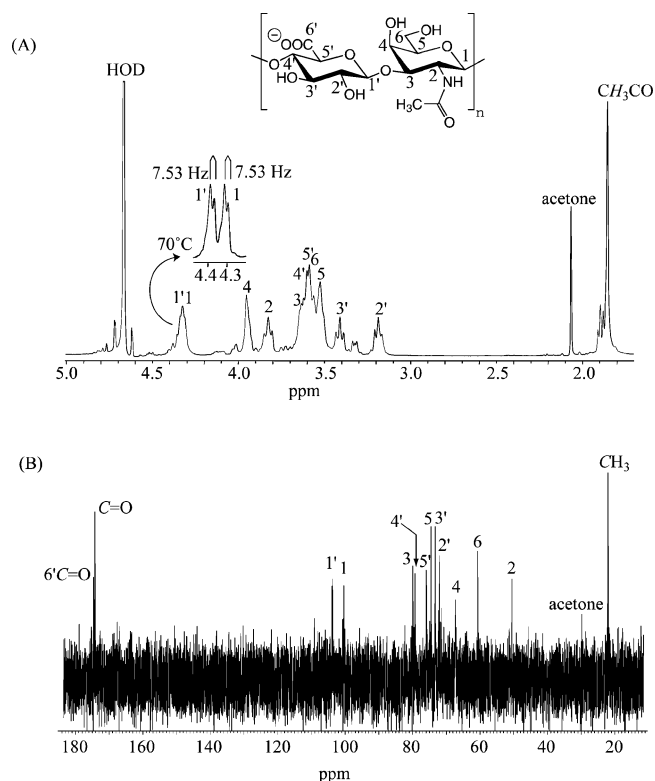 (A)
6'
⊖
OOC
5'
4'
O
HO
3'
2'
OH
1'
O
OH
6
OH
4
5
O
1
3
2
NH
H₃C
O
n
HOD
CH₃CO
7.53 Hz
7.53 Hz
1'
1
acetone
70°C
4.4 4.3
1'1
4
2
3
4'
5'
6
5
3'
2'
5.0 4.5 4.0 3.5 3.0 2.5 2.0
ppm
(B)
CH3
C=O
6'C=O
1'
1
3
4'
5'
5
3'
2'
4
6
2
acetone
180 160 140 120 100 80 60 40 20
ppm